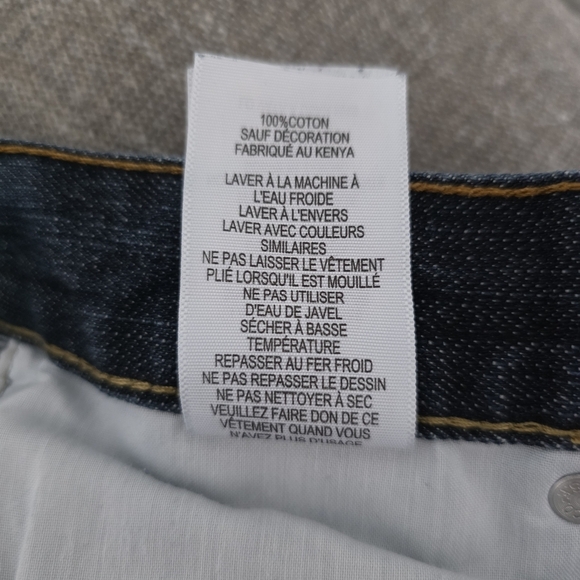 100%COTON
SAUF DÉCORATION
FABRIQUÉ AU KENYA
LAVER À LA MACHINE À
L'EAU FROIDE
LAVER À L'ENVERS
LAVER AVEC COULEURS
SIMILAIRES
NE PAS LAISSER LE VÊTEMENT
PLIÉ LORSQU'IL EST MOUILLÉ
NE PAS UTILISER
D'EAU DE JAVEL
SÉCHER À BASSE
TEMPÉRATURE
REPASSER AU FER FROID
NE PAS REPASSER LE DESSIN
NE PAS NETTOYER À SEC
VEUILLEZ FAIRE DON DE CE
VÊTEMENT QUAND VOUS
N'AVEZ PLUS D'USAGE